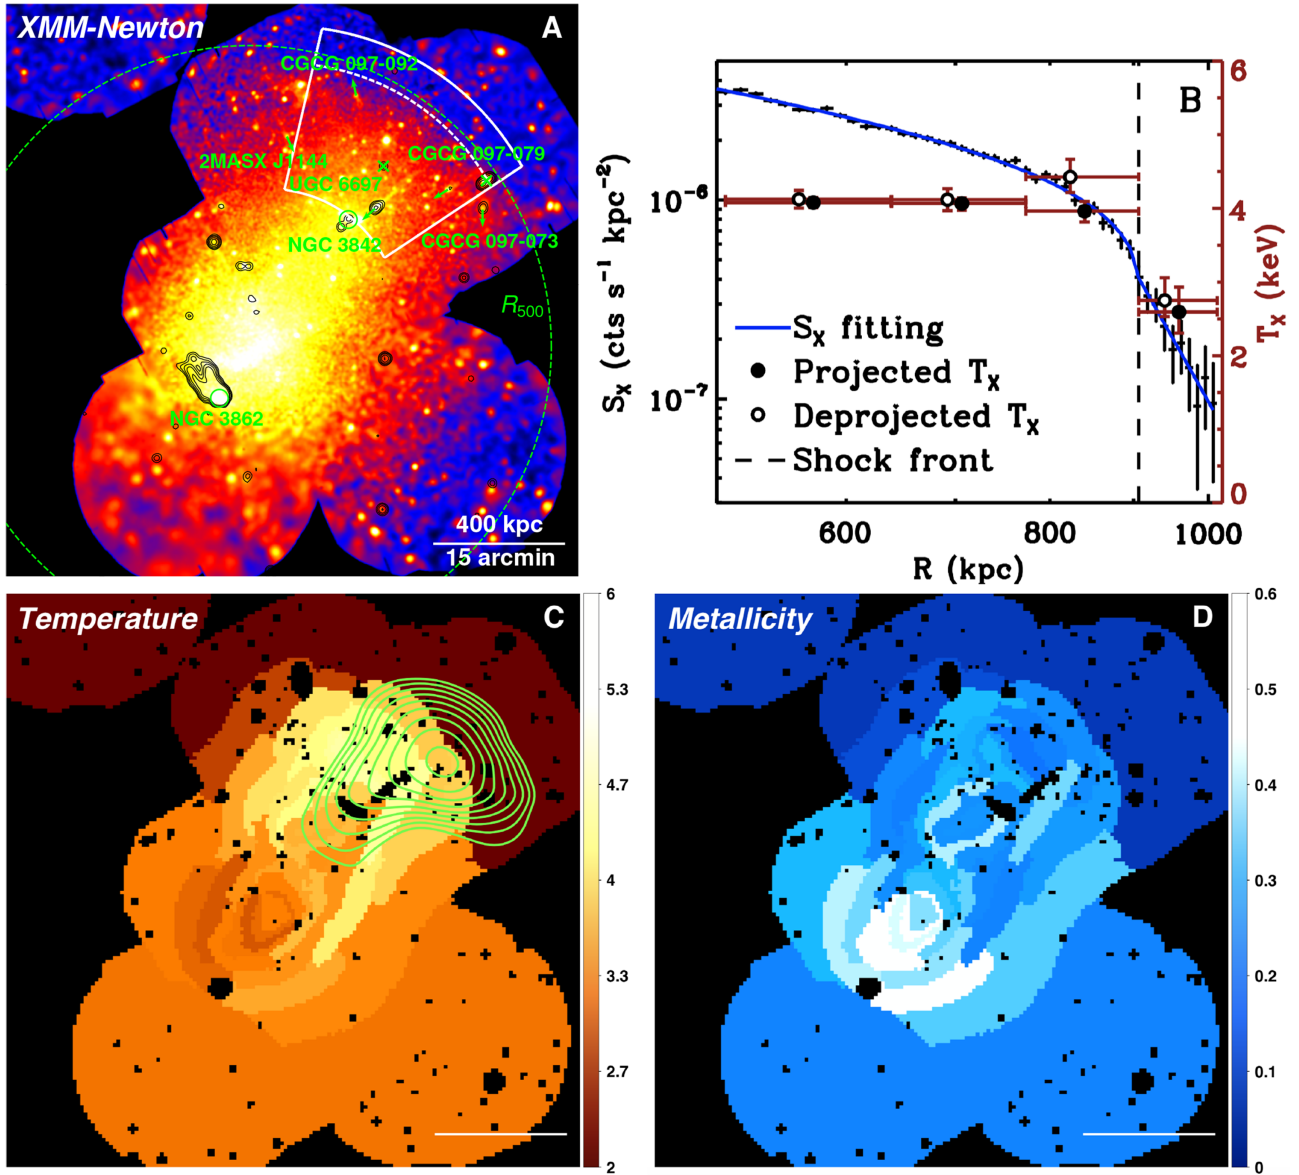 XMM-Newton
A
CGCG 097-092
2MASX J1144
CGCG 097-079
UGC 6697
NGC 3842
CGCG 097-073
R500
NGC 3862
400 kpc
15 arcmin
B
SX (cts s−1 kpc−2)
10−6
10−7
SX fitting
Projected TX
Deprojected TX
Shock front
600
800
1000
R (kpc)
6
4
2
0
TX (keV)
Temperature
C
6
5.3
4.7
4
3.3
2.7
2
Metallicity
D
0.6
0.5
0.4
0.3
0.2
0.1
0